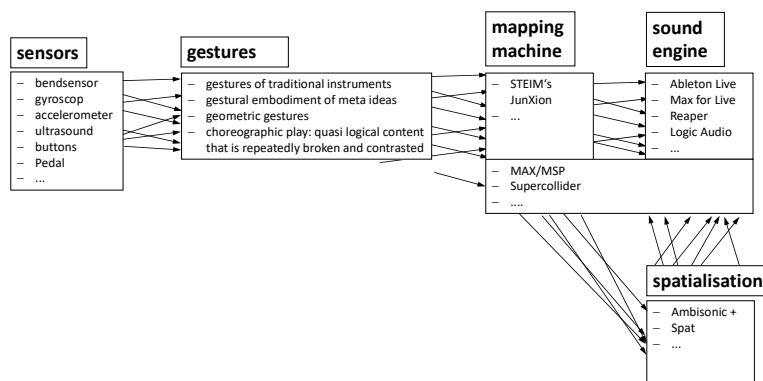 sensors
– bendsensor
– gyroscop
– accelerometer
– ultrasound
– buttons
– Pedal
– ...
gestures
– gestures of traditional instruments
– gestural embodiment of meta ideas
– geometric gestures
– choreographic play: quasi logical content
that is repeatedly broken and contrasted
mapping
machine
– STEIM‘s
JunXion
– ...
– MAX/MSP
– Supercollider
– ....
sound
engine
– Ableton Live
– Max for Live
– Reaper
– Logic Audio
– ...
spatialisation
– Ambisonic +
– Spat
– ...